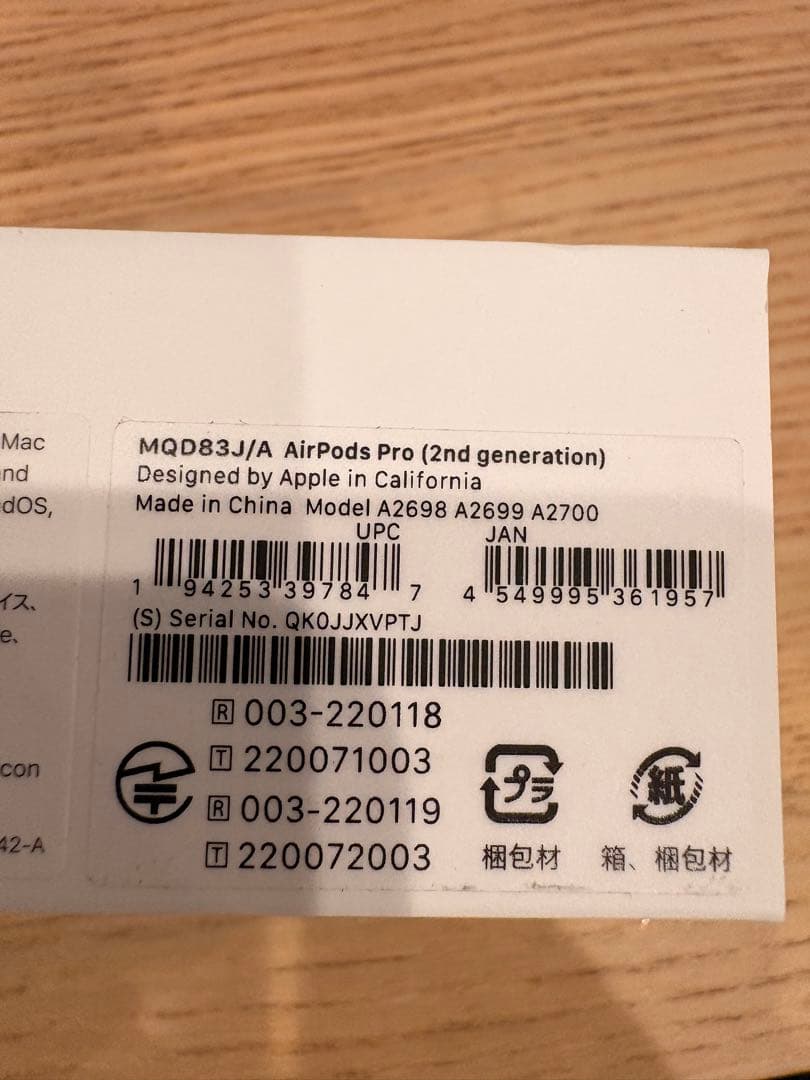 Mac
nd
dOS,
イス、
e、
con
42-A
MQD83J/A AirPods Pro (2nd generation)
Designed by Apple in California
Made in China Model A2698 A2699 A2700
UPC JAN
1 94253 39784 7 4 549995 361957
(S) Serial No. QK0JJXVPTJ
R 003-220118
T 220071003
R 003-220119
T 220072003
プラ 紙
梱包材 箱、梱包材